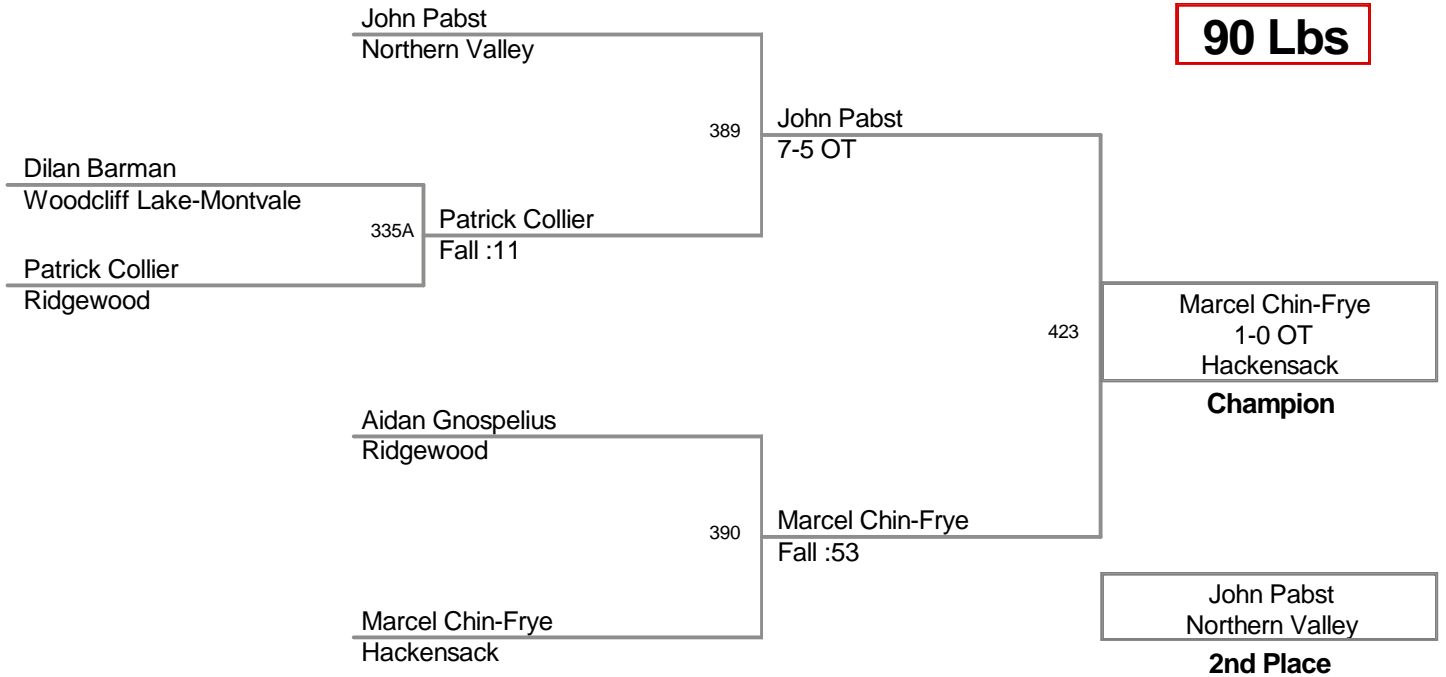 John Pabst
Northern Valley
90 Lbs
389
John Pabst
7-5 OT
Dilan Barman
Woodcliff Lake-Montvale
335A
Patrick Collier
Fall :11
Patrick Collier
Ridgewood
423
Marcel Chin-Frye
1-0 OT
Hackensack
Champion
Aidan Gnospelius
Ridgewood
390
Marcel Chin-Frye
Fall :53
Marcel Chin-Frye
Hackensack
John Pabst
Northern Valley
2nd Place